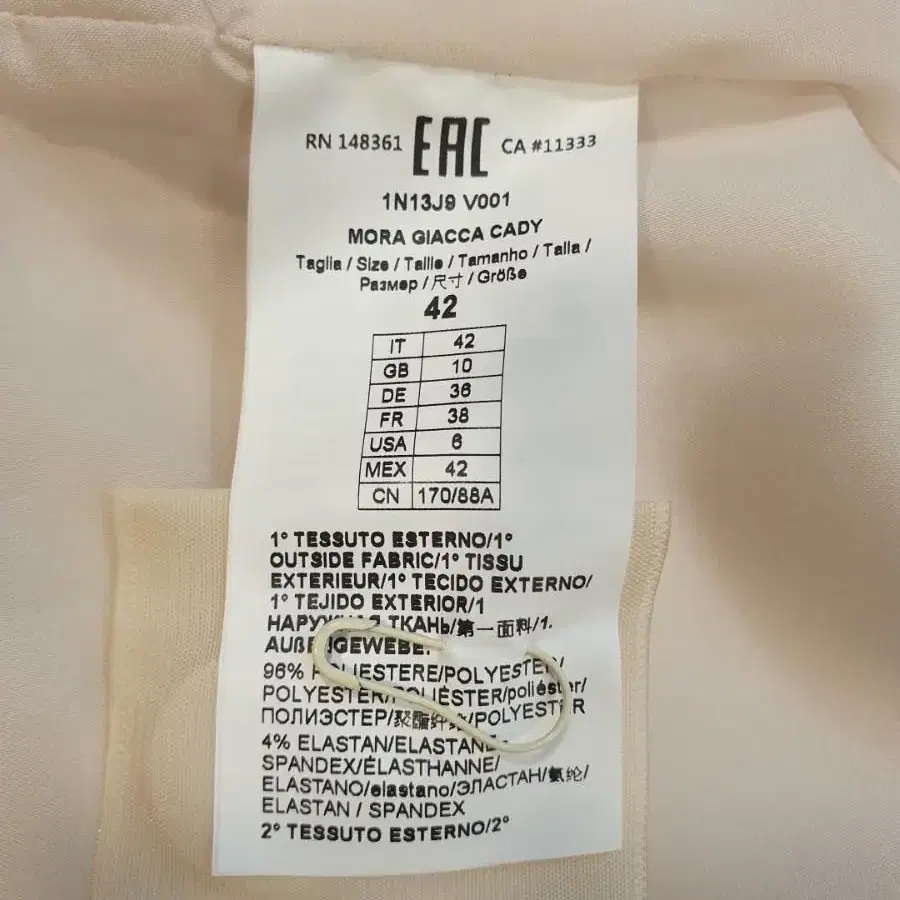 RN 148361 EAC CA #11333
1N13J9 V001
MORA GIACCA CADY
Taglia / Size / Taille / Tamanho / Talla /
Размер / 尺寸 / Größe
42
IT 42
GB 10
DE 36
FR 38
USA 6
MEX 42
CN 170/88A
1° TESSUTO ESTERNO/1°
OUTSIDE FABRIC/1° TISSU
EXTERIEUR/1° TECIDO EXTERNO/
1° TEJIDO EXTERIOR/1
ТКАНЬ/第一面料/1.
96% POLIESTERE/POLYESTER/
POLYESTER/POLIÉSTER/poliéster/
ПОЛИЭСТЕР/聚酯纤维/POLYESTER
4% ELASTAN/ELASTANE-
SPANDEX/ÉLASTHANNE/
ELASTANO/elastano/ЭЛАСТАН/氨纶/
ELASTAN / SPANDEX
2° TESSUTO ESTERNO/2°